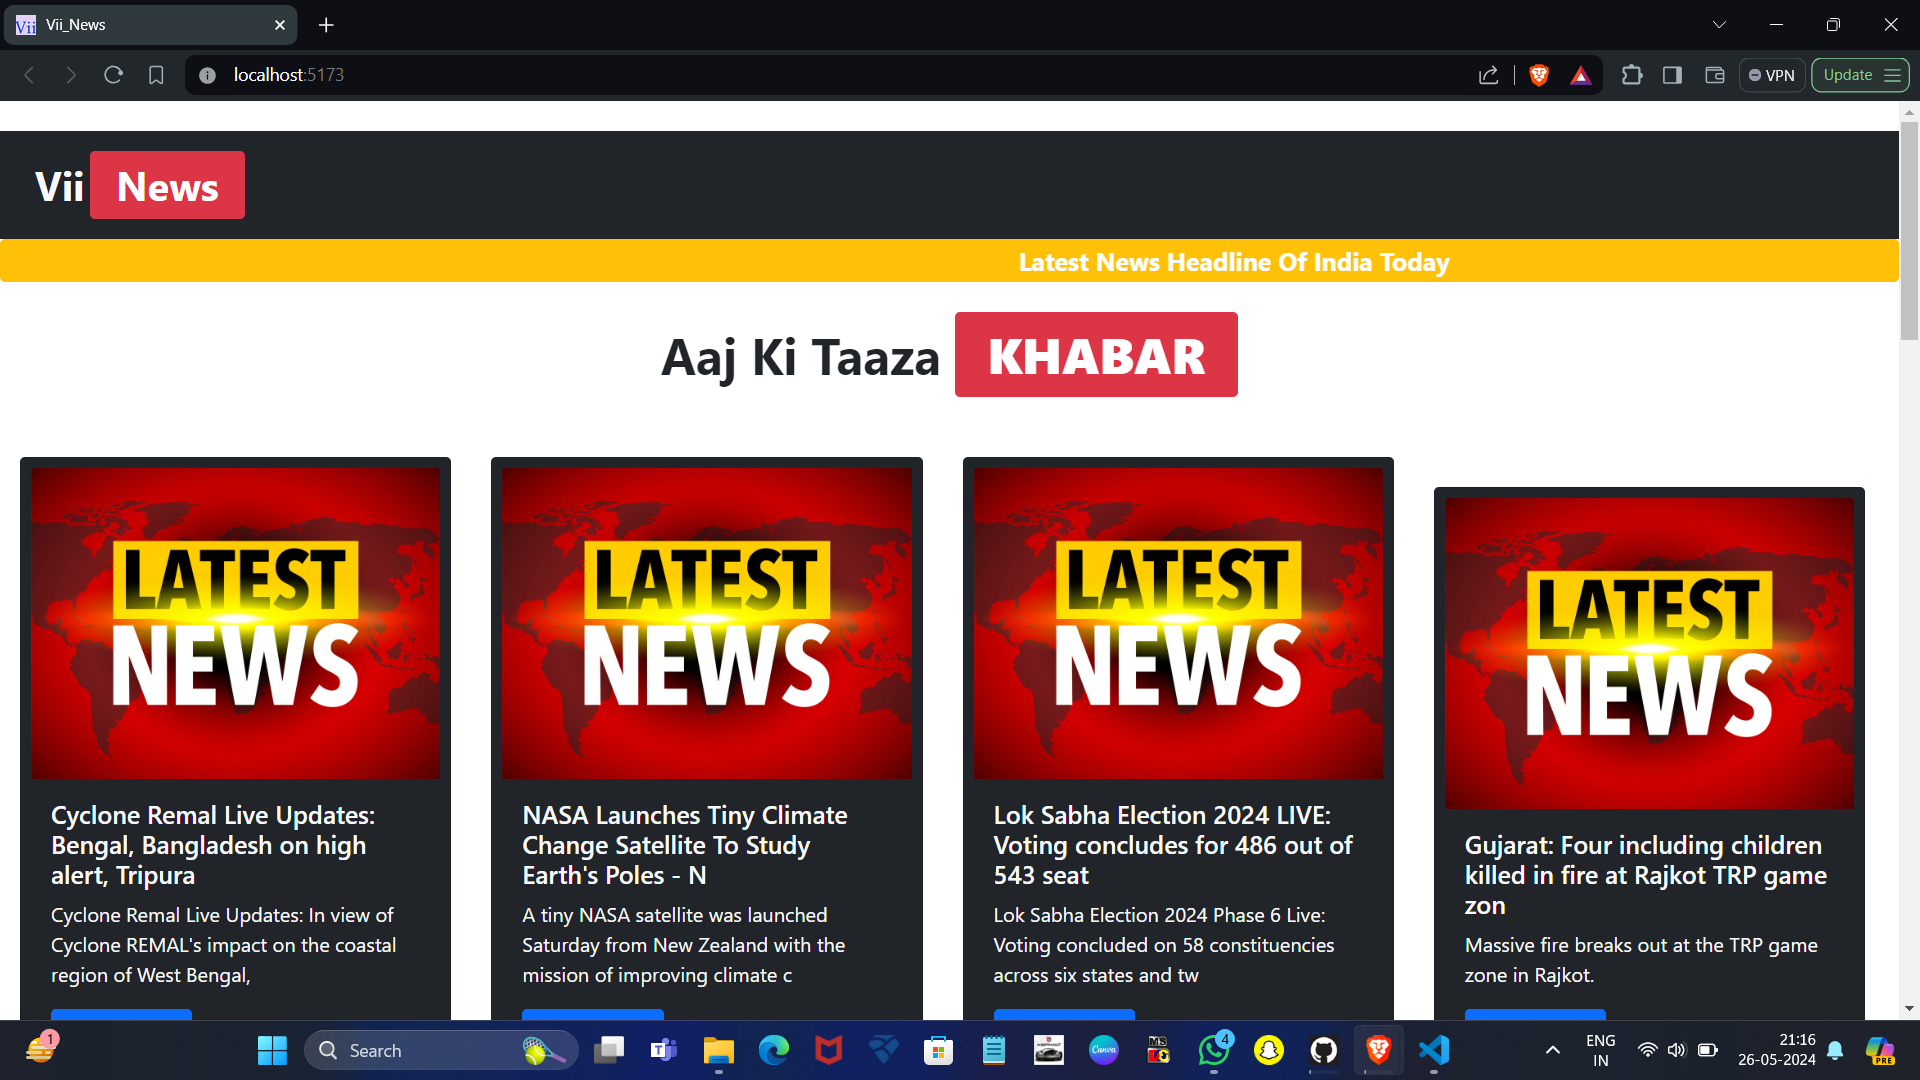 Vii Vii_News
localhost:5173
VPN
Update
Vii News
Latest News Headline Of India Today
Aaj Ki Taaza KHABAR
LATEST
NEWS
Cyclone Remal Live Updates:
Bengal, Bangladesh on high
alert, Tripura
Cyclone Remal Live Updates: In view of
Cyclone REMAL's impact on the coastal
region of West Bengal,
LATEST
NEWS
NASA Launches Tiny Climate
Change Satellite To Study
Earth's Poles - N
A tiny NASA satellite was launched
Saturday from New Zealand with the
mission of improving climate c
LATEST
NEWS
Lok Sabha Election 2024 LIVE:
Voting concludes for 486 out of
543 seat
Lok Sabha Election 2024 Phase 6 Live:
Voting concluded on 58 constituencies
across six states and tw
LATEST
NEWS
Gujarat: Four including children
killed in fire at Rajkot TRP game
zon
Massive fire breaks out at the TRP game
zone in Rajkot.
1
Search
Canva
4
ENG
IN
21:16
26-05-2024
PRE